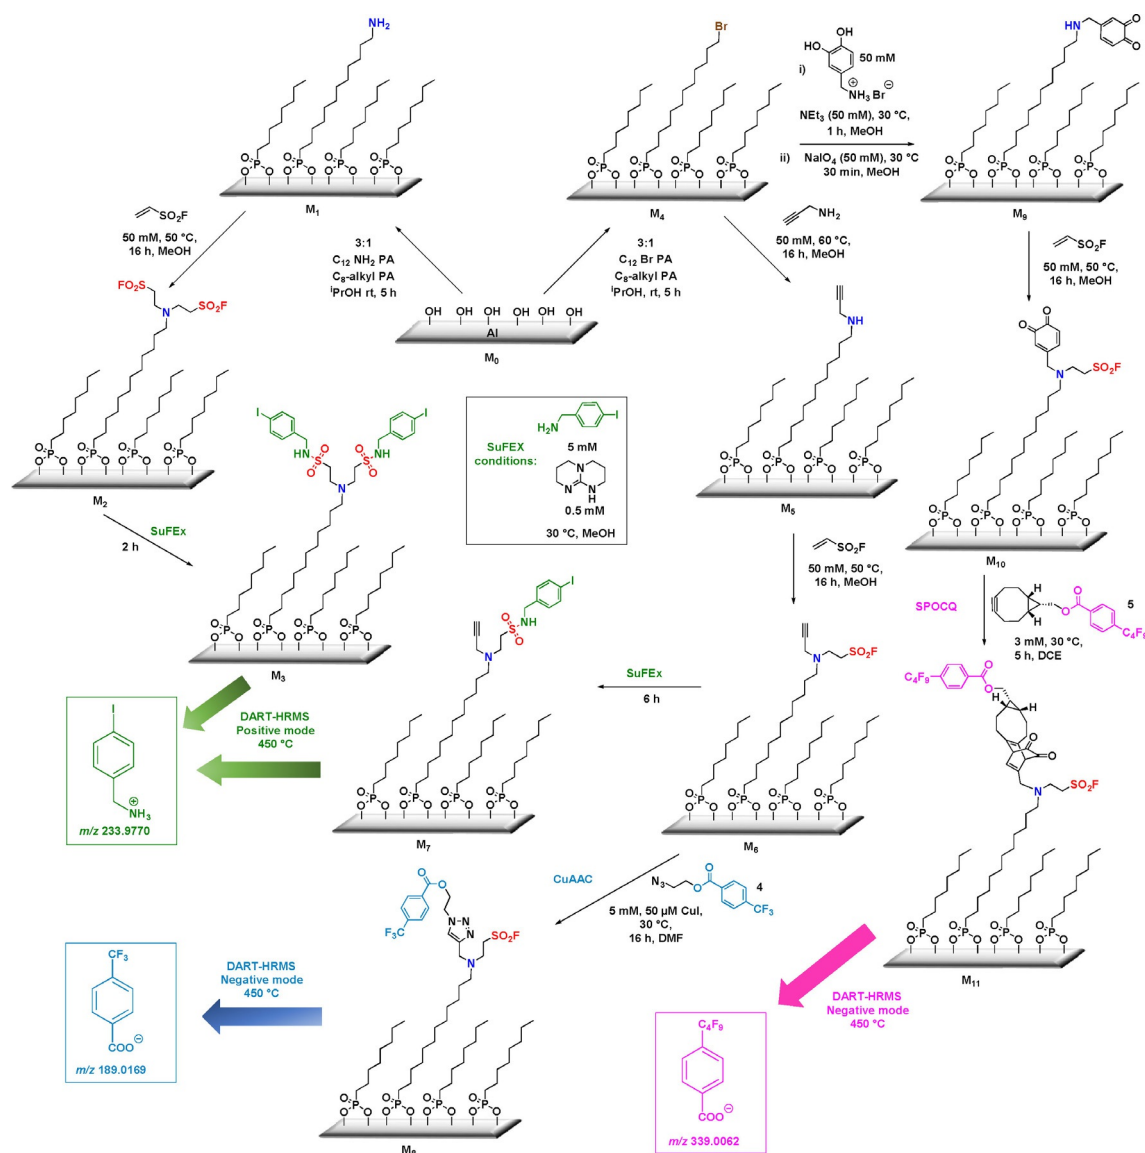 NH2
O
O
P
O
O
O
P
O
O
O
P
O
O
O
P
O
M1
Br
O
O
P
O
O
O
P
O
O
O
P
O
O
O
P
O
M4
OH
HO
50 mM
i)
NH3 Br⊖
⊕
NEt3 (50 mM), 30 °C,
1 h, MeOH
ii) NaIO4 (50 mM), 30 °C
30 min, MeOH
HN
O
O
O
O
P
O
O
O
P
O
O
O
P
O
O
O
P
O
M9
SO2F
50 mM, 50 °C,
16 h, MeOH
3:1
C12 NH2 PA
C8-alkyl PA
iPrOH rt, 5 h
3:1
C12 Br PA
C8-alkyl PA
iPrOH, rt, 5 h
OH OH OH OH OH OH
Al
M0
NH2
50 mM, 60 °C,
16 h, MeOH
SO2F
50 mM, 50 °C,
16 h, MeOH
FO2S
SO2F
N
O
O
P
O
O
O
P
O
O
O
P
O
O
O
P
O
M2
SuFEx
2 h
I
I
N
H
O
S
O
O
S
O
NH
N
O
O
P
O
O
O
P
O
O
O
P
O
O
O
P
O
M3
I
H2N
SuFEX
conditions:
5 mM
N
N
N
H
0.5 mM
30 °C, MeOH
NH
O
O
P
O
O
O
P
O
O
O
P
O
O
O
P
O
M5
SO2F
50 mM, 50 °C,
16 h, MeOH
O
O
N
SO2F
O
O
P
O
O
O
P
O
O
O
P
O
O
O
P
O
M10
SPOCQ
H
H
O
O
C4F9
5
3 mM, 30 °C,
5 h, DCE
I
NH
O
S
O
N
O
O
P
O
O
O
P
O
O
O
P
O
O
O
P
O
M7
SuFEx
6 h
N
SO2F
O
O
P
O
O
O
P
O
O
O
P
O
O
O
P
O
M6
C4F9
O
O
H
H
O
O
N
SO2F
O
O
P
O
O
O
P
O
O
O
P
O
O
O
P
O
M11
DART-HRMS
Positive mode
450 °C
I
⊕
NH3
m/z 233.9770
CuAAC
N3
O
O
CF3
4
5 mM, 50 µM CuI,
30 °C,
16 h, DMF
O
O
F3C
N
N
N
SO2F
N
O
O
P
O
O
O
P
O
O
O
P
O
O
O
P
O
M8
DART-HRMS
Negative mode
450 °C
CF3
COO⊖
m/z 189.0169
DART-HRMS
Negative mode
450 °C
C4F9
COO⊖
m/z 339.0062